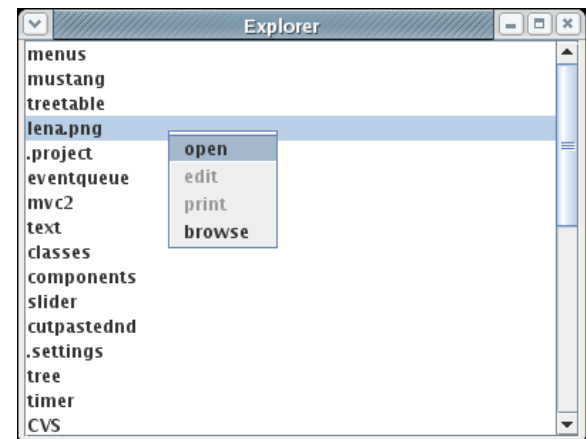 Explorer
menus
mustang
treetable
lena.png
.project
eventqueue
mvc2
text
classes
components
slider
cutpastednd
.settings
tree
timer
CVS
open
edit
print
browse